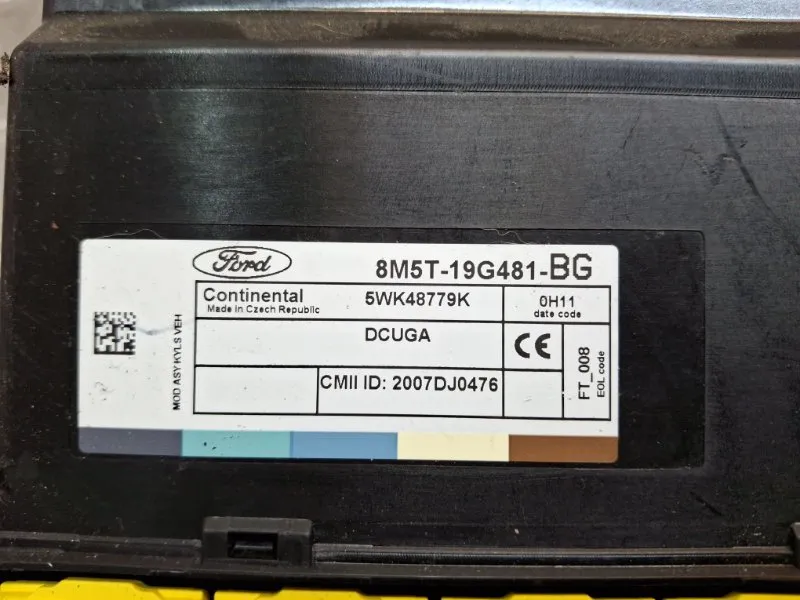 Ford
8M5T-19G481-BG
Continental
Made in Czech Republic
5WK48779K
0H11
date code
MOD ASY KYLS VEH
DCUGA
CE
FT_008
EOL code
CMII ID: 2007DJ0476